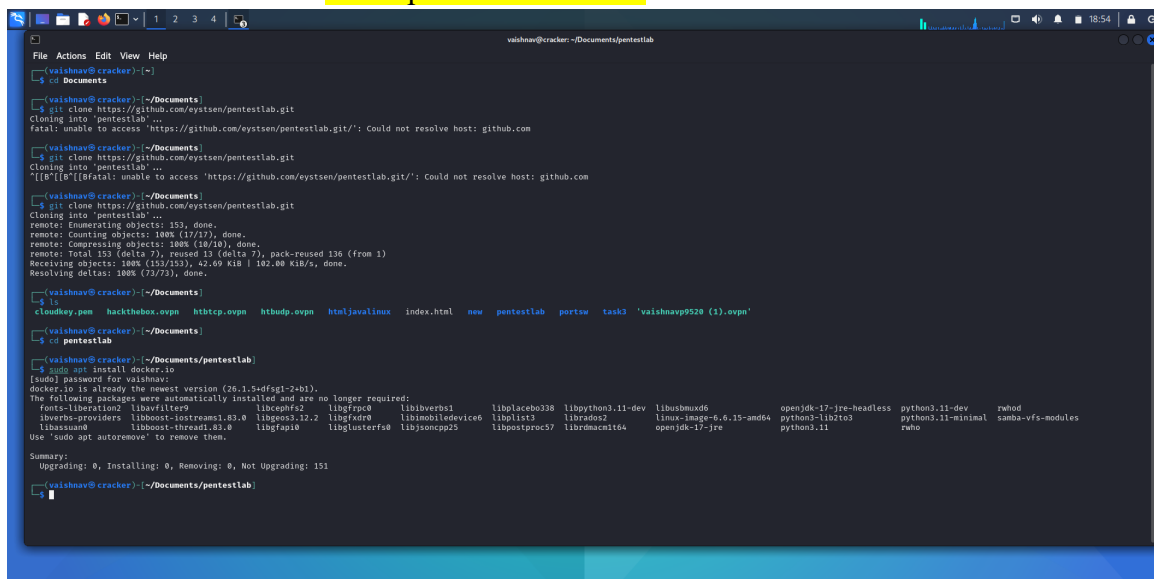 1 2 3 4
18:54
vaishnav@cracker: ~/Documents/pentestlab
File Actions Edit View Help
┌──(vaishnav㉿cracker)-[~]
└─$ cd Documents
┌──(vaishnav㉿cracker)-[~/Documents]
└─$ git clone https://github.com/eystsen/pentestlab.git
Cloning into 'pentestlab'...
fatal: unable to access 'https://github.com/eystsen/pentestlab.git/': Could not resolve host: github.com
┌──(vaishnav㉿cracker)-[~/Documents]
└─$ git clone https://github.com/eystsen/pentestlab.git
Cloning into 'pentestlab'...
^[[B^[[B^[[Bfatal: unable to access 'https://github.com/eystsen/pentestlab.git/': Could not resolve host: github.com
┌──(vaishnav㉿cracker)-[~/Documents]
└─$ git clone https://github.com/eystsen/pentestlab.git
Cloning into 'pentestlab'...
remote: Enumerating objects: 153, done.
remote: Counting objects: 100% (17/17), done.
remote: Compressing objects: 100% (10/10), done.
remote: Total 153 (delta 7), reused 13 (delta 7), pack-reused 136 (from 1)
Receiving objects: 100% (153/153), 42.69 KiB | 102.00 KiB/s, done.
Resolving deltas: 100% (73/73), done.
┌──(vaishnav㉿cracker)-[~/Documents]
└─$ ls
cloudkey.pem hackthebox.ovpn htbtcp.ovpn htbudp.ovpn htmljavalinux index.html new pentestlab portsw task3 'vaishnavp9520 (1).ovpn'
┌──(vaishnav㉿cracker)-[~/Documents]
└─$ cd pentestlab
┌──(vaishnav㉿cracker)-[~/Documents/pentestlab]
└─$ sudo apt install docker.io
[sudo] password for vaishnav:
docker.io is already the newest version (26.1.5+dfsg1-2+b1).
The following packages were automatically installed and are no longer required:
fonts-liberation2 libavfilter9 libcephfs2 libgfrpc0 libibverbs1 libplacebo338 libpython3.11-dev libusbmuxd6 openjdk-17-jre-headless python3.11-dev rwhod
ibverbs-providers libboost-iostreams1.83.0 libgeos3.12.2 libgfxdr0 libimobiledevice6 libplist3 librados2 linux-image-6.6.15-amd64 python3-lib2to3 python3.11-minimal samba-vfs-modules
libassuan0 libboost-thread1.83.0 libgfapi0 libglusterfs0 libjsoncpp25 libpostproc57 librdmacm1t64 openjdk-17-jre python3.11 rwho
Use 'sudo apt autoremove' to remove them.
Summary:
Upgrading: 0, Installing: 0, Removing: 0, Not Upgrading: 151
┌──(vaishnav㉿cracker)-[~/Documents/pentestlab]
└─$